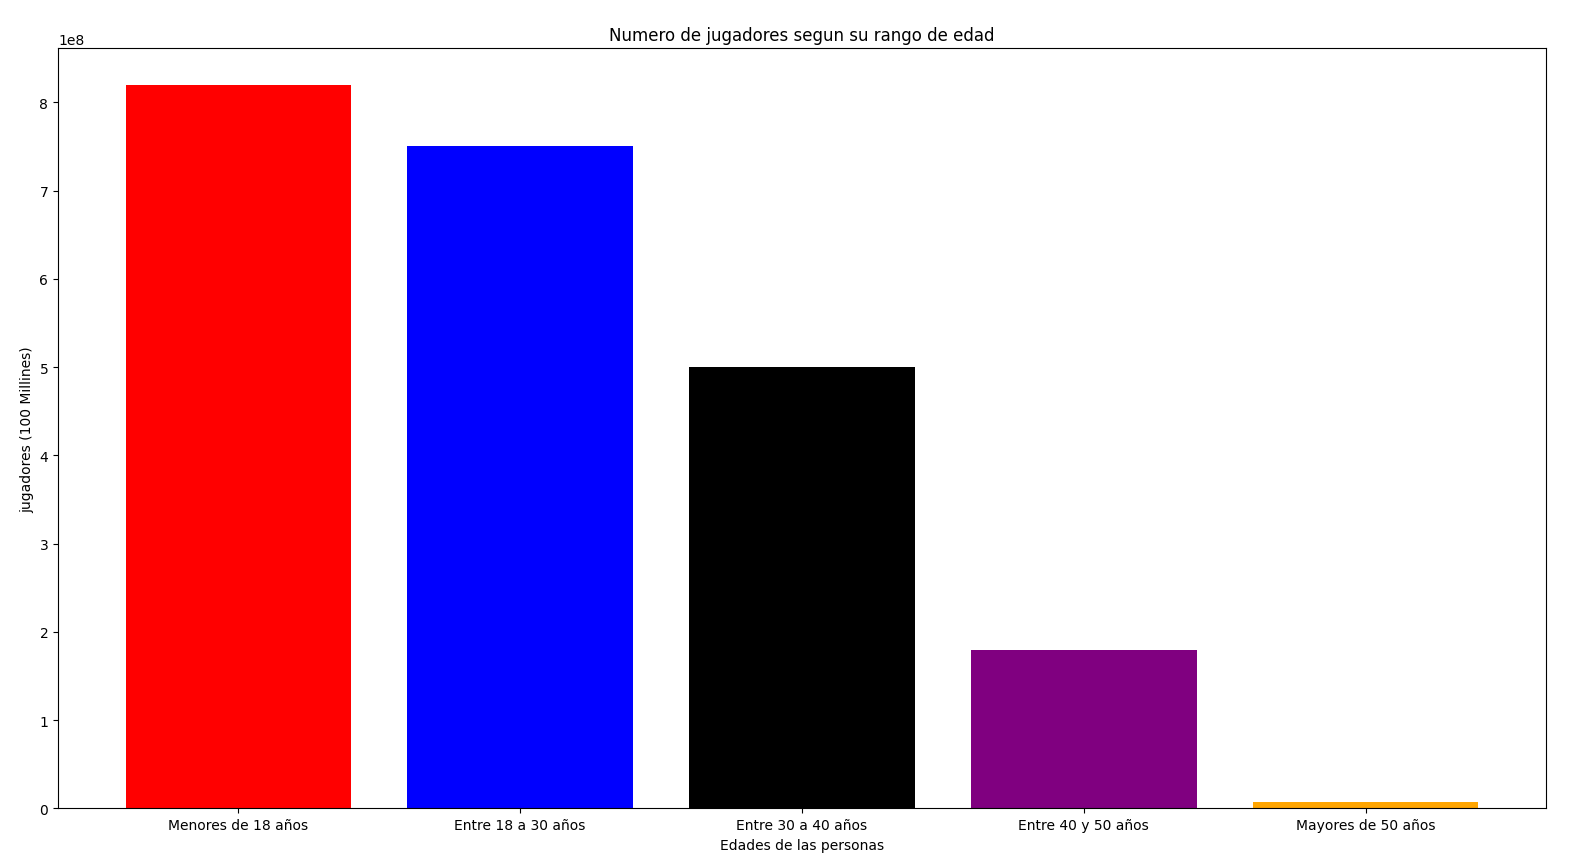 Numero de jugadores segun su rango de edad
1e8
8
7
6
5
4
3
2
1
0
jugadores (100 Millines)
Menores de 18 años
Entre 18 a 30 años
Entre 30 a 40 años
Entre 40 y 50 años
Mayores de 50 años
Edades de las personas